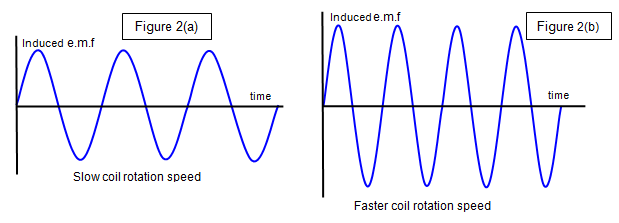 Figure 2(a)
Induced e.m.f
time
Slow coil rotation speed
Figure 2(b)
Induced e.m.f
time
Faster coil rotation speed